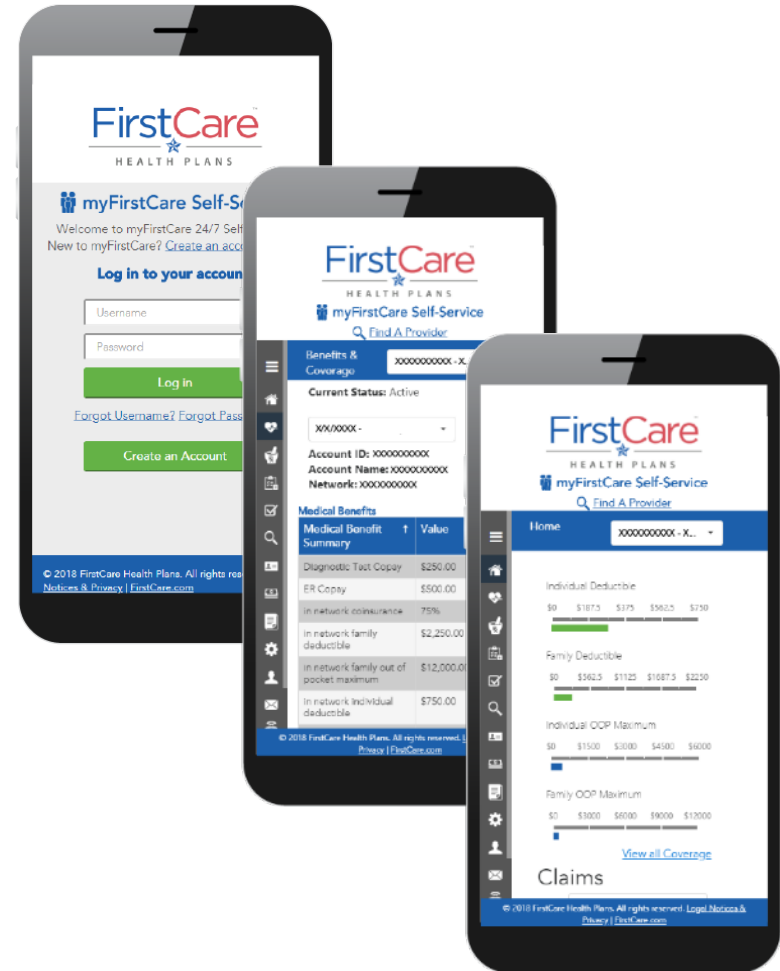 FirstCare
HEALTH PLANS
myFirstCare Self-S
Welcome to myFirstCare 24/7 Self
New to myFirstCare? Create an acco
Log in to your accoun
Username
Password
Log in
Forgot Username? Forgot Pass
Create an Account
© 2018 FirstCare Health Plans. All rights res
Notices & Privacy | FirstCare.com
FirstCare
HEALTH PLANS
myFirstCare Self-Service
Find A Provider
Benefits &
Coverage
XXXXXXXXXX - X..
Current Status: Active
X/X/XXXX -
Account ID: XXXXXXXXXX
Account Name: XXXXXXXXXX
Network: XXXXXXXXXX
Medical Benefits
Medical Benefit Summary ↑ Value
Diagnostic Test Copay $250.00
ER Copay $500.00
in network coinsurance 75%
in network family deductible $2,250.00
in network family out of pocket maximum $12,000.00
in network individual deductible $750.00
© 2018 FirstCare Health Plans. All rights reserved.
Privacy | FirstCare.com
FirstCare
HEALTH PLANS
myFirstCare Self-Service
Find A Provider
Home
XXXXXXXXXX - X...
Individual Deductible
$0 $187.5 $375 $562.5 $750
Family Deductible
$0 $562.5 $1125 $1687.5 $2250
Individual OOP Maximum
$0 $1500 $3000 $4500 $6000
Family OOP Maximum
$0 $3000 $6000 $9000 $12000
View all Coverage
Claims
© 2018 FirstCare Health Plans. All rights reserved. Legal Notices &
Privacy | FirstCare.com